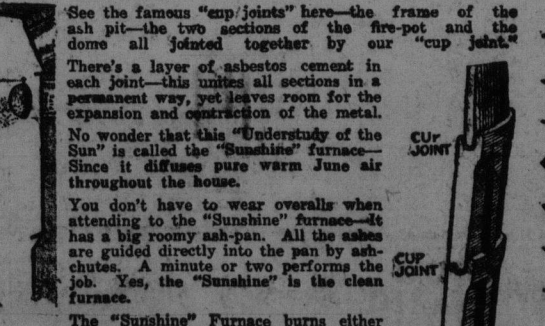 See the famous "cup joints" here—the frame of the
ash pit—the two sections of the fire-pot and the
dome all jointed together by our "cup joint."
There's a layer of asbestos cement in
each joint—this unites all sections in a
permanent way, yet leaves room for the
expansion and contraction of the metal.
No wonder that this "Understudy of the
Sun" is called the "Sunshine" furnace—
Since it diffuses pure warm June air
throughout the house.
You don't have to wear overalls when
attending to the "Sunshine" furnace—It
has a big roomy ash-pan. All the ashes
are guided directly into the pan by ash-
chutes. A minute or two performs the
job. Yes, the "Sunshine" is the clean
furnace.
The "Sunshine" Furnace burns either
CUP
JOINT
CUP
JOINT